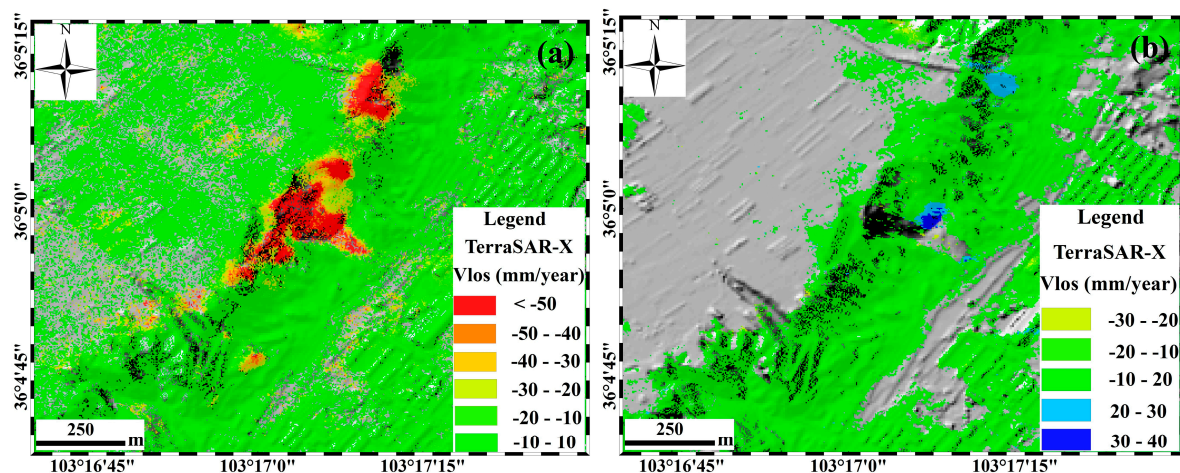 N
(a)
36°5'15"
36°5'0"
36°4'45"
Legend
TerraSAR-X
Vlos (mm/year)
< -50
-50 - -40
-40 - -30
-30 - -20
-20 - -10
-10 - 10
250
m
103°16'45"
103°17'0"
103°17'15"
N
(b)
36°5'15"
36°5'0"
36°4'45"
Legend
TerraSAR-X
Vlos (mm/year)
-30 - -20
-20 - -10
-10 - 20
20 - 30
30 - 40
250
m
103°16'45"
103°17'0"
103°17'15"